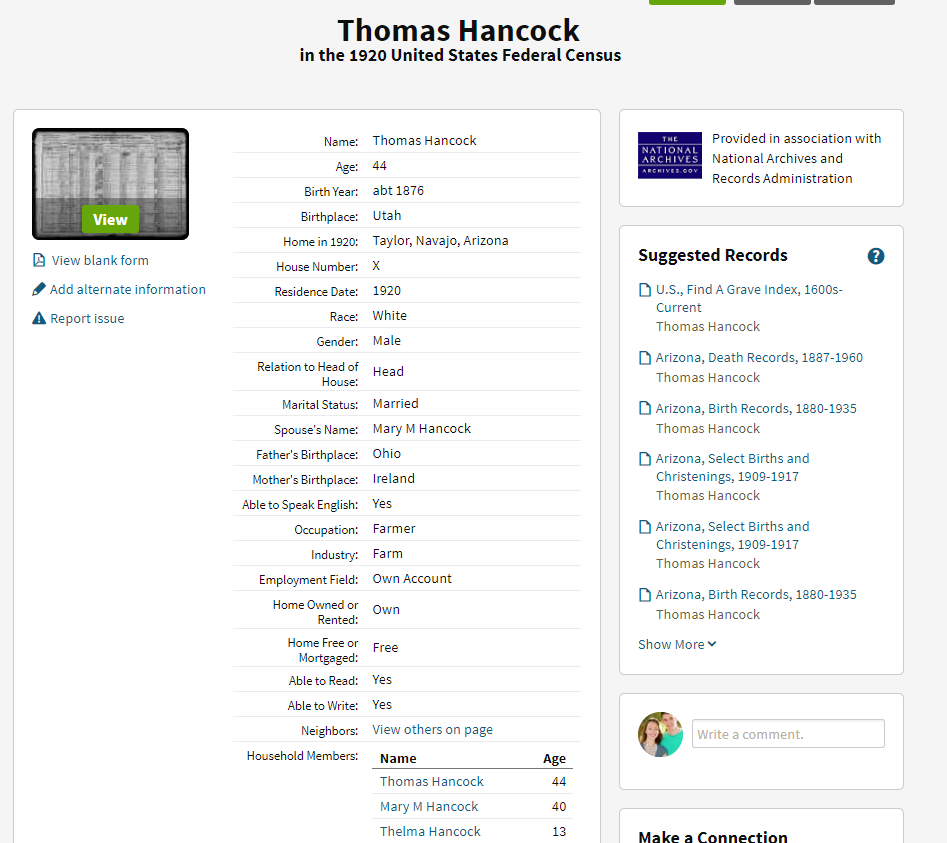 Thomas Hancock
in the 1920 United States Federal Census
View
View blank form
Add alternate information
Report issue
Name: Thomas Hancock
Age: 44
Birth Year: abt 1876
Birthplace: Utah
Home in 1920: Taylor, Navajo, Arizona
House Number: X
Residence Date: 1920
Race: White
Gender: Male
Relation to Head of
House: Head
Marital Status: Married
Spouse's Name: Mary M Hancock
Father's Birthplace: Ohio
Mother's Birthplace: Ireland
Able to Speak English: Yes
Occupation: Farmer
Industry: Farm
Employment Field: Own Account
Home Owned or
Rented: Own
Home Free or
Mortgaged: Free
Able to Read: Yes
Able to Write: Yes
Neighbors: View others on page
Household Members:
Name Age
Thomas Hancock 44
Mary M Hancock 40
Thelma Hancock 13
THE
NATIONAL
ARCHIVES
ARCHIVES.GOV
Provided in association with
National Archives and
Records Administration
Suggested Records ?
U.S., Find A Grave Index, 1600s-
Current
Thomas Hancock
Arizona, Death Records, 1887-1960
Thomas Hancock
Arizona, Birth Records, 1880-1935
Thomas Hancock
Arizona, Select Births and
Christenings, 1909-1917
Thomas Hancock
Arizona, Select Births and
Christenings, 1909-1917
Thomas Hancock
Arizona, Birth Records, 1880-1935
Thomas Hancock
Show More
Write a comment.
Make a Connection